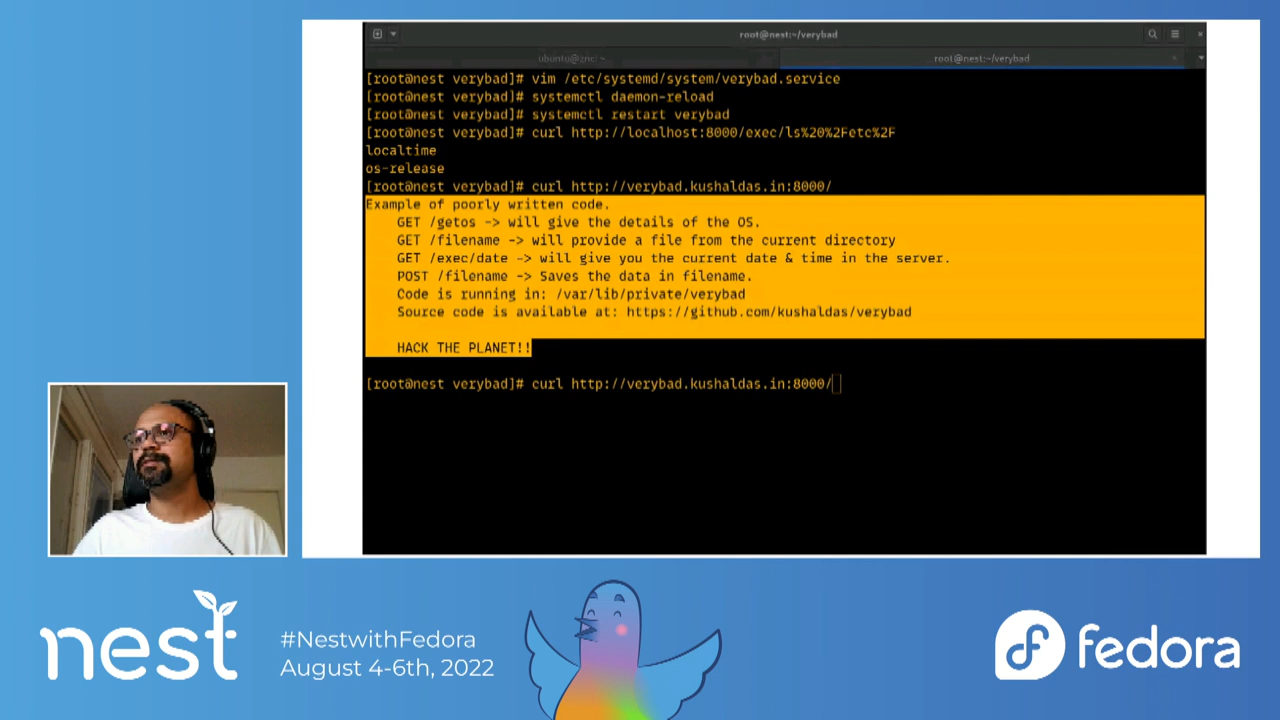 root@nest:~/verybad
ubuntu@zric: ~
root@nest:~/verybad
[root@nest verybad]# vim /etc/systemd/system/verybad.service
[root@nest verybad]# systemctl daemon-reload
[root@nest verybad]# systemctl restart verybad
[root@nest verybad]# curl http://localhost:8000/exec/ls%20%2Fetc%2F
localtime
os-release
[root@nest verybad]# curl http://verybad.kushaldas.in:8000/
Example of poorly written code.
GET /getos -> will give the details of the OS.
GET /filename -> will provide a file from the current directory
GET /exec/date -> will give you the current date & time in the server.
POST /filename -> Saves the data in filename.
Code is running in: /var/lib/private/verybad
Source code is available at: https://github.com/kushaldas/verybad
HACK THE PLANET!!
[root@nest verybad]# curl http://verybad.kushaldas.in:8000/
nest
#NestwithFedora
August 4-6th, 2022
fedora